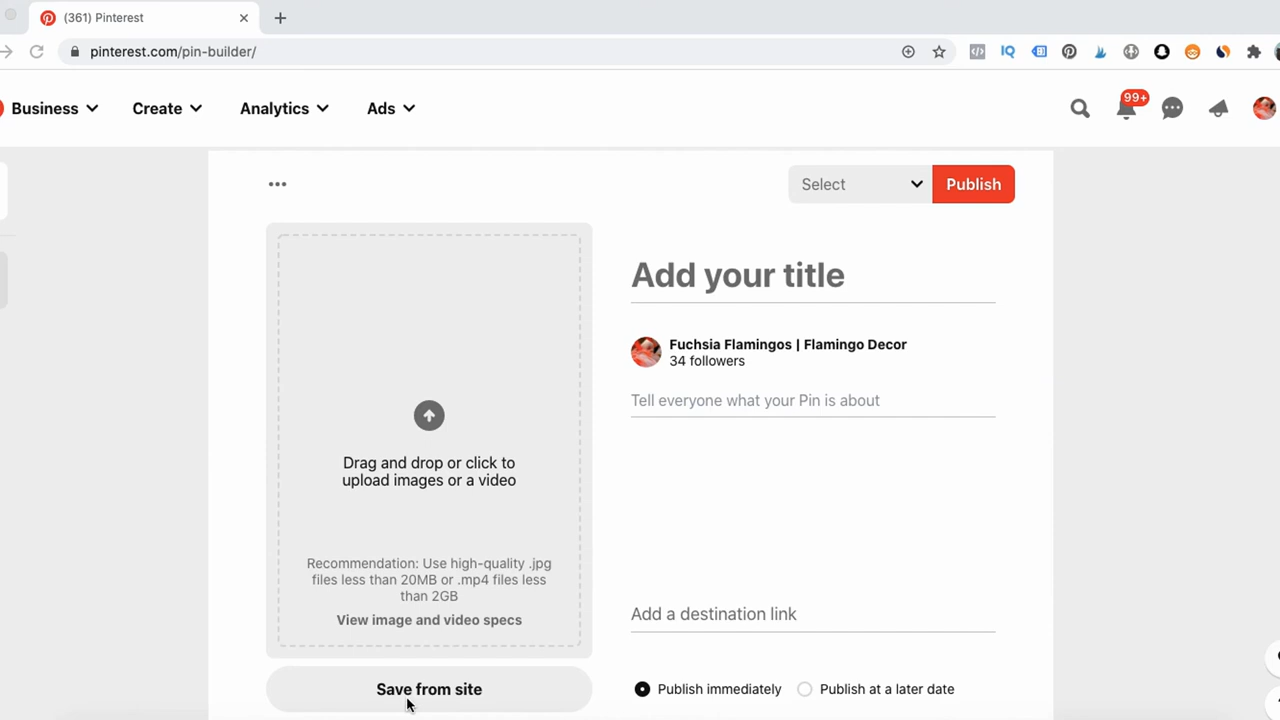 (361) Pinterest
pinterest.com/pin-builder/
IQ
Business
Create
Analytics
Ads
99+
Select
Publish
Add your title
Fuchsia Flamingos | Flamingo Decor
34 followers
Tell everyone what your Pin is about
Drag and drop or click to
upload images or a video
Recommendation: Use high-quality .jpg
files less than 20MB or .mp4 files less
than 2GB
View image and video specs
Add a destination link
Save from site
Publish immediately
Publish at a later date